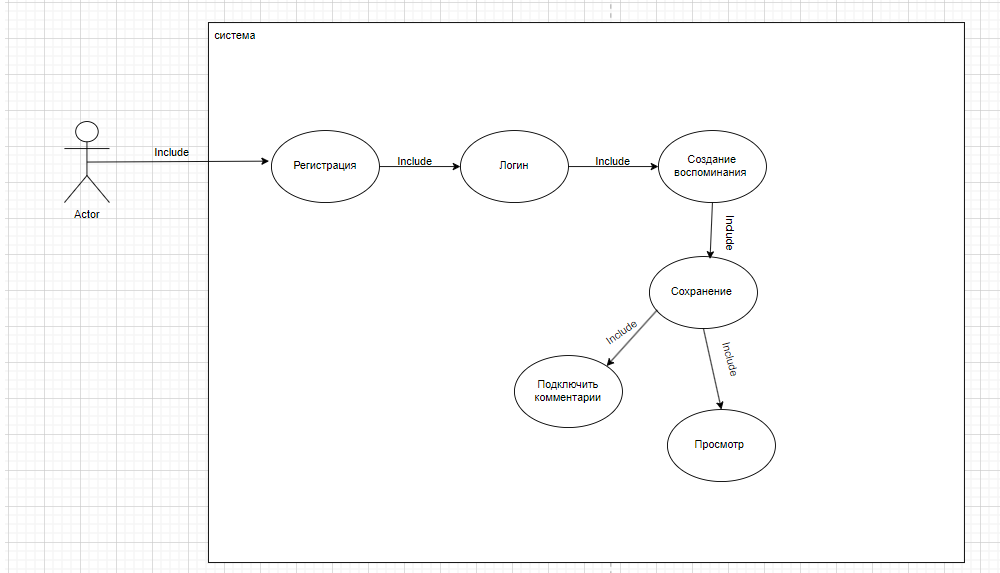 система
Include
Actor
Регистрация
Include
Логин
Include
Создание
воспоминания
Include
Сохранение
Include
Include
Подключить
комментарии
Просмотр